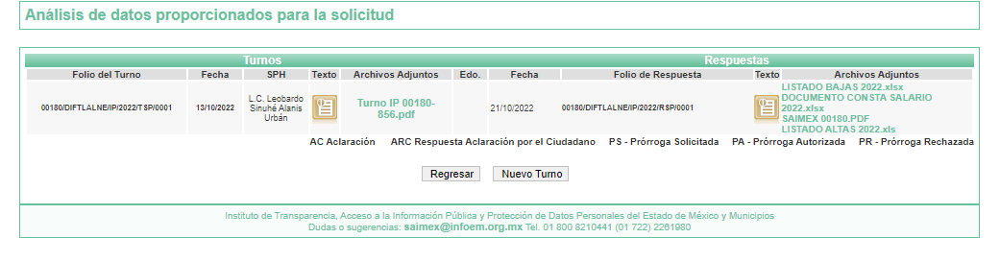 Análisis de datos proporcionados para la solicitud
Turnos Respuestas
Folio del Turno Fecha SPH Texto Archivos Adjuntos Edo. Fecha Folio de Respuesta Texto Archivos Adjuntos
00180/DIFTLALNE/IP/2022/TSP/0001 13/10/2022 L.C. Leobardo Sinuhé Alanis Urbán Turno IP 00180-856.pdf 21/10/2022 00180/DIFTLALNE/IP/2022/RSP/0001
LISTADO BAJAS 2022.xlsx
DOCUMENTO CONSTA SALARIO
2022.xlsx
SAIMEX 00180.PDF
LISTADO ALTAS 2022.xls
AC Aclaración ARC Respuesta Aclaración por el Ciudadano PS - Prórroga Solicitada PA - Prórroga Autorizada PR - Prórroga Rechazada
Regresar Nuevo Turno
Instituto de Transparencia, Acceso a la Información Pública y Protección de Datos Personales del Estado de México y Municipios
Dudas o sugerencias: saimex@infoem.org.mx Tel. 01 800 8210441 (01 722) 2261980